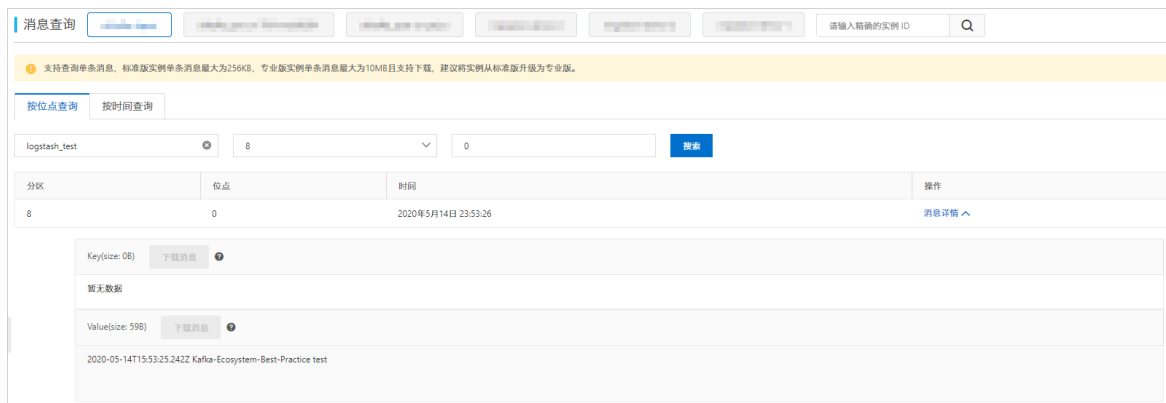 消息查询
请输入精确的实例 ID
支持查询单条消息，标准版实例单条消息最大为256KB，专业版实例单条消息最大为10MB且支持下载，建议将实例从标准版升级为专业版。
按位点查询 按时间查询
logstash_test 8 0 搜索
分区 位点 时间 操作
8 0 2020年5月14日 23:53:26 消息详情
Key(size: 0B) 下载消息
暂无数据
Value(size: 59B) 下载消息
2020-05-14T15:53:25.242Z Kafka-Ecosystem-Best-Practice test